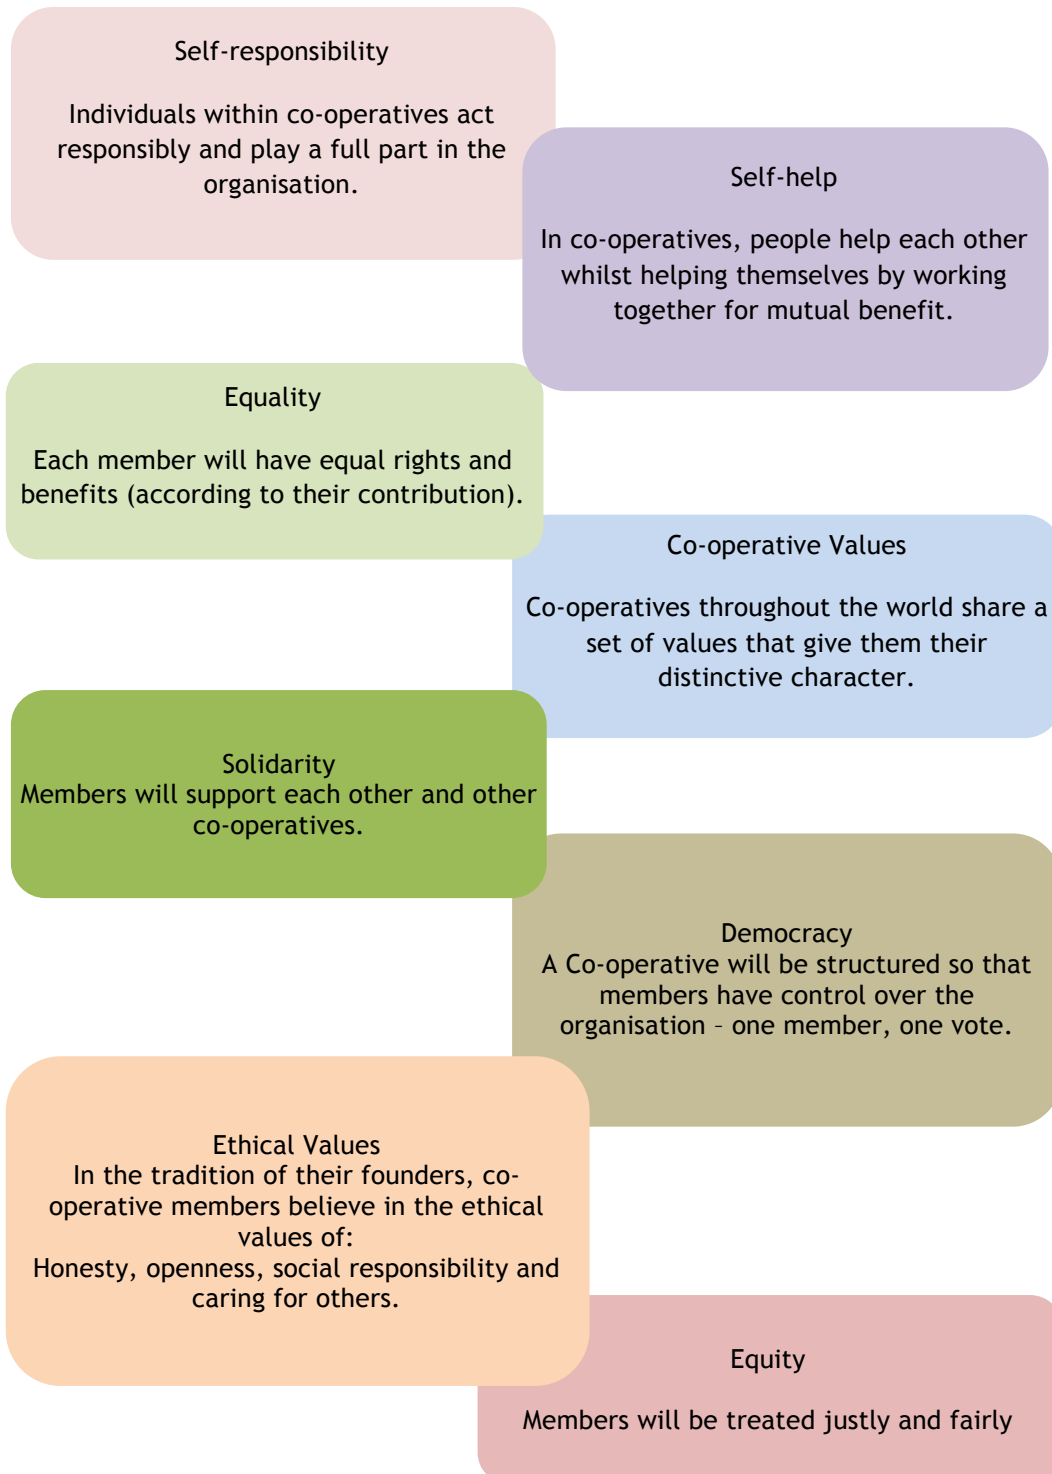 Self-responsibility
Individuals within co-operatives act
responsibly and play a full part in the
organisation.
Self-help
In co-operatives, people help each other
whilst helping themselves by working
together for mutual benefit.
Equality
Each member will have equal rights and
benefits (according to their contribution).
Co-operative Values
Co-operatives throughout the world share a
set of values that give them their
distinctive character.
Solidarity
Members will support each other and other
co-operatives.
Democracy
A Co-operative will be structured so that
members have control over the
organisation – one member, one vote.
Ethical Values
In the tradition of their founders, co-
operative members believe in the ethical
values of:
Honesty, openness, social responsibility and
caring for others.
Equity
Members will be treated justly and fairly